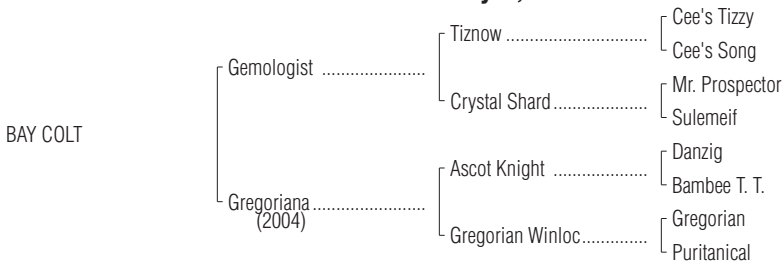 Cee's Tizzy
Tiznow ..............................
Cee's Song
Gemologist ......................
Mr. Prospector
Crystal Shard....................
Sulemeif
BAY COLT
Danzig
Ascot Knight ....................
Bambee T. T.
Gregoriana........................
(2004)
Gregorian
Gregorian Winloc..............
Puritanical